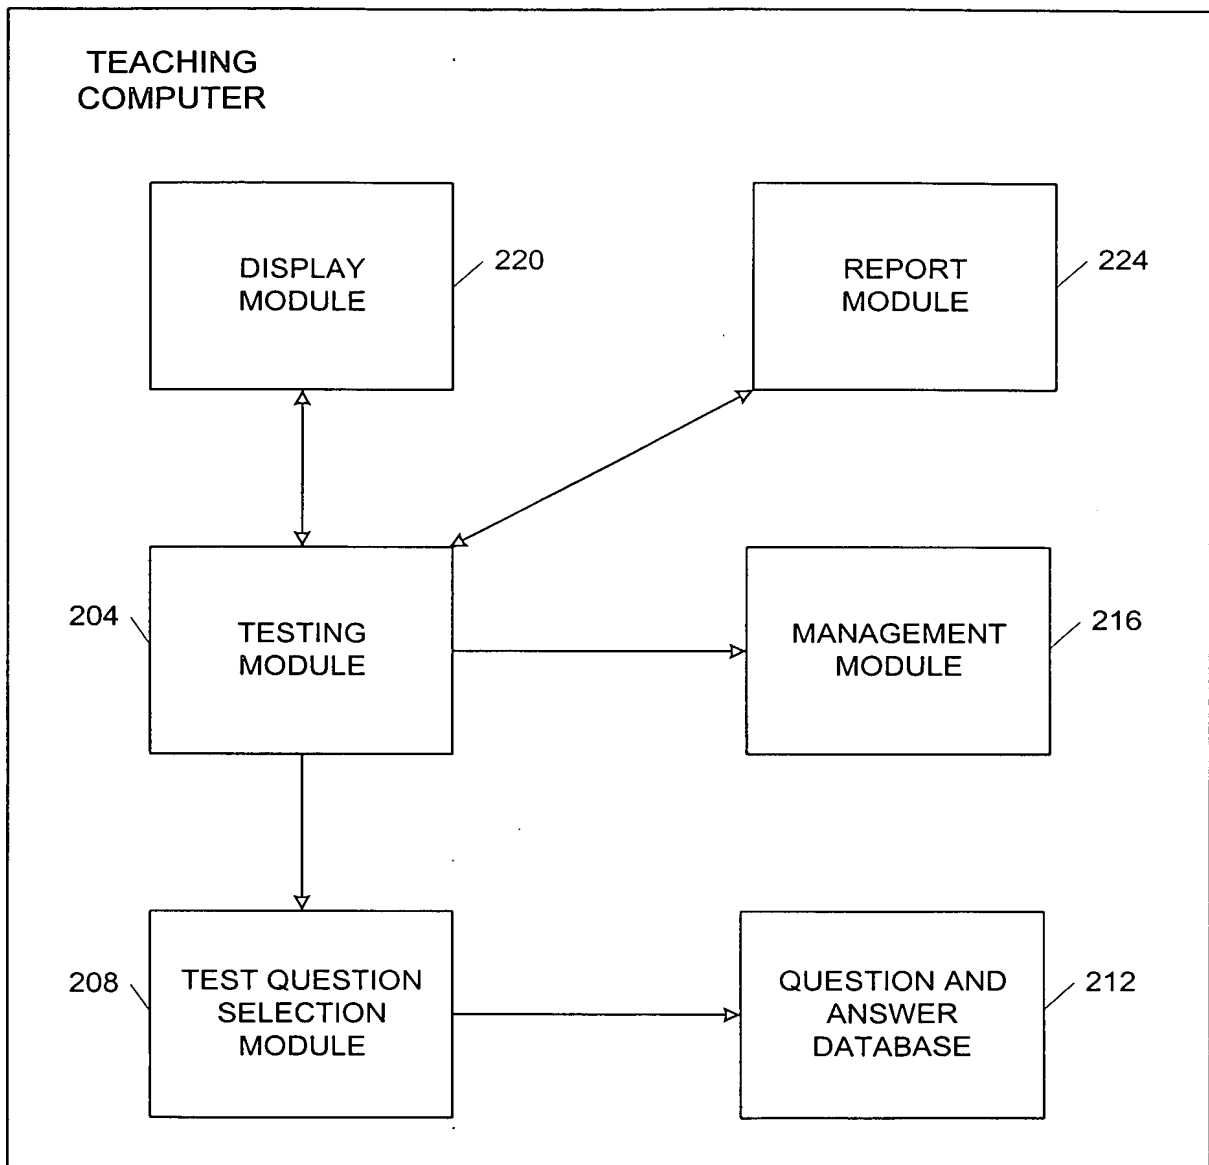 TEACHING
COMPUTER
DISPLAY
MODULE
220
REPORT
MODULE
224
204
TESTING
MODULE
MANAGEMENT
MODULE
216
208
TEST QUESTION
SELECTION
MODULE
QUESTION AND
ANSWER
DATABASE
212